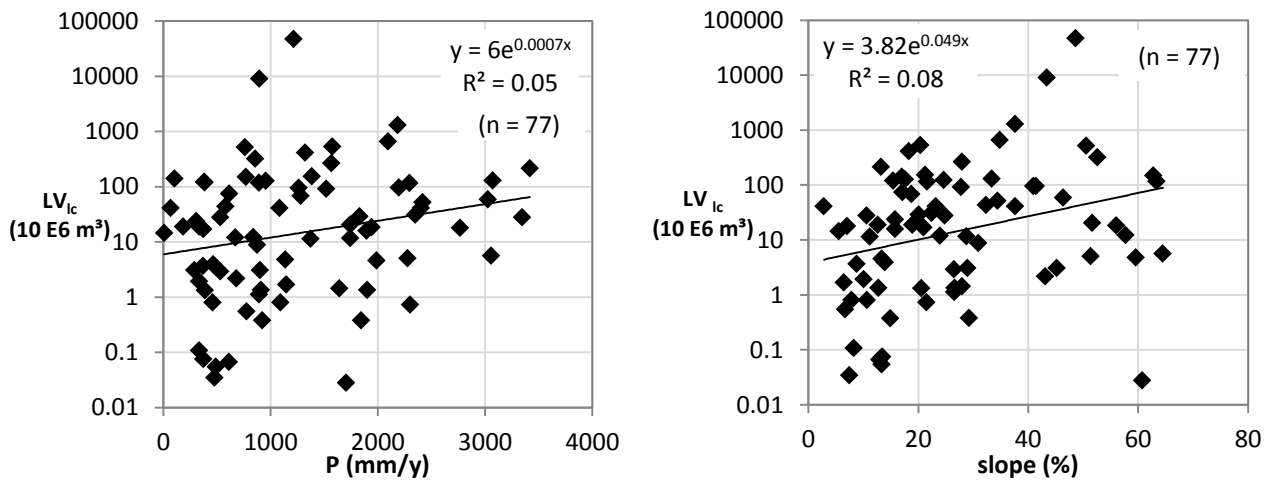 100000
10000
1000
100
10
1
0.1
0.01
LV_lc
(10 E6 m³)
y = 6e^0.0007x
R² = 0.05
(n = 77)
0 1000 2000 3000 4000
P (mm/y)
100000
10000
1000
100
10
1
0.1
0.01
LV_lc
(10 E6 m³)
y = 3.82e^0.049x
R² = 0.08
(n = 77)
0 20 40 60 80
slope (%)